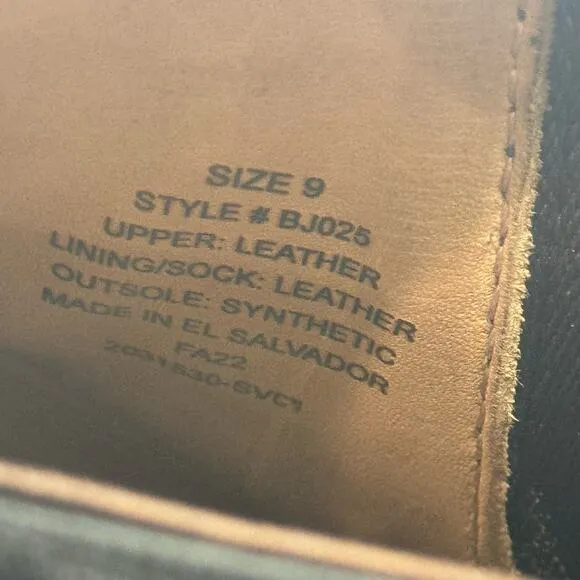 SIZE 9
STYLE # BJ025
UPPER: LEATHER
LINING/SOCK: LEATHER
OUTSOLE: SYNTHETIC
MADE IN EL SALVADOR
FA22